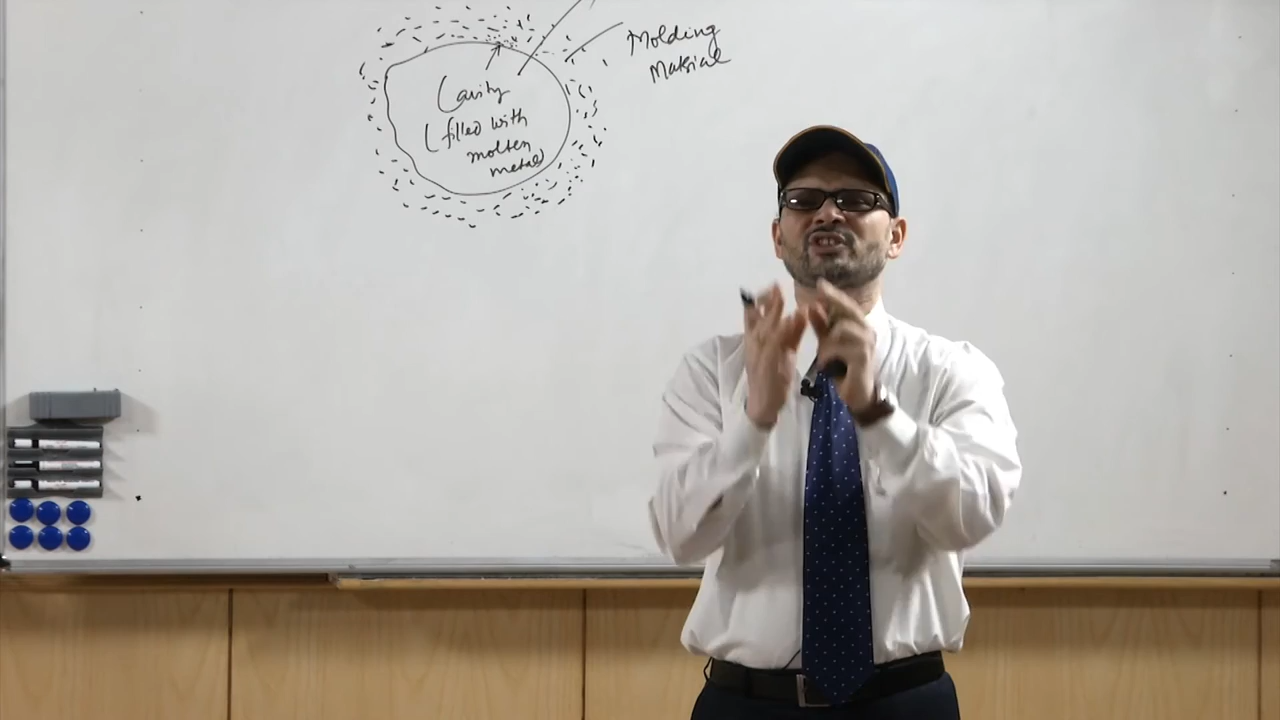 Molding
Material
Cavity
(filled with
molten
metal)